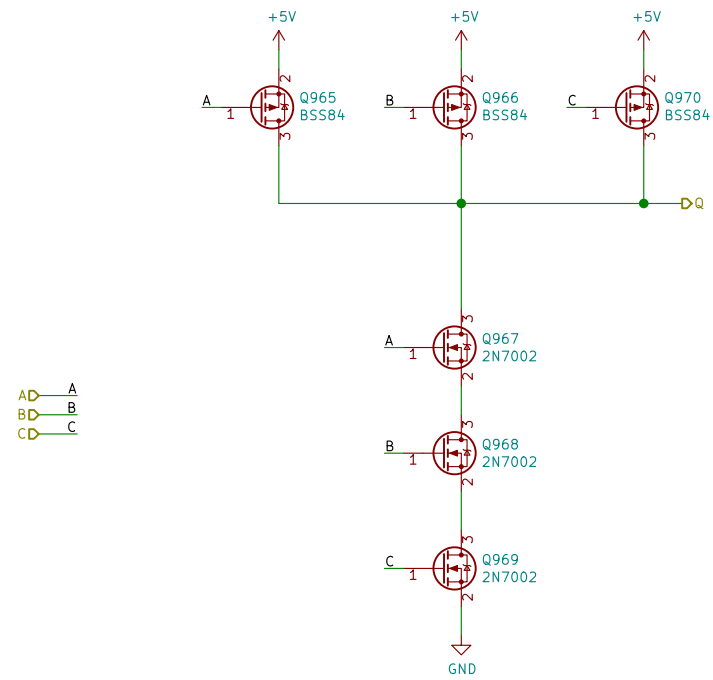 +5V +5V +5V
2 2 2
A 1 Q965 B 1 Q966 C 1 Q970
BSS84 BSS84 BSS84
3 3 3
Q
3
A 1 Q967
2N7002
2
A A
B B
C C
3
B 1 Q968
2N7002
2
3
C 1 Q969
2N7002
2
GND